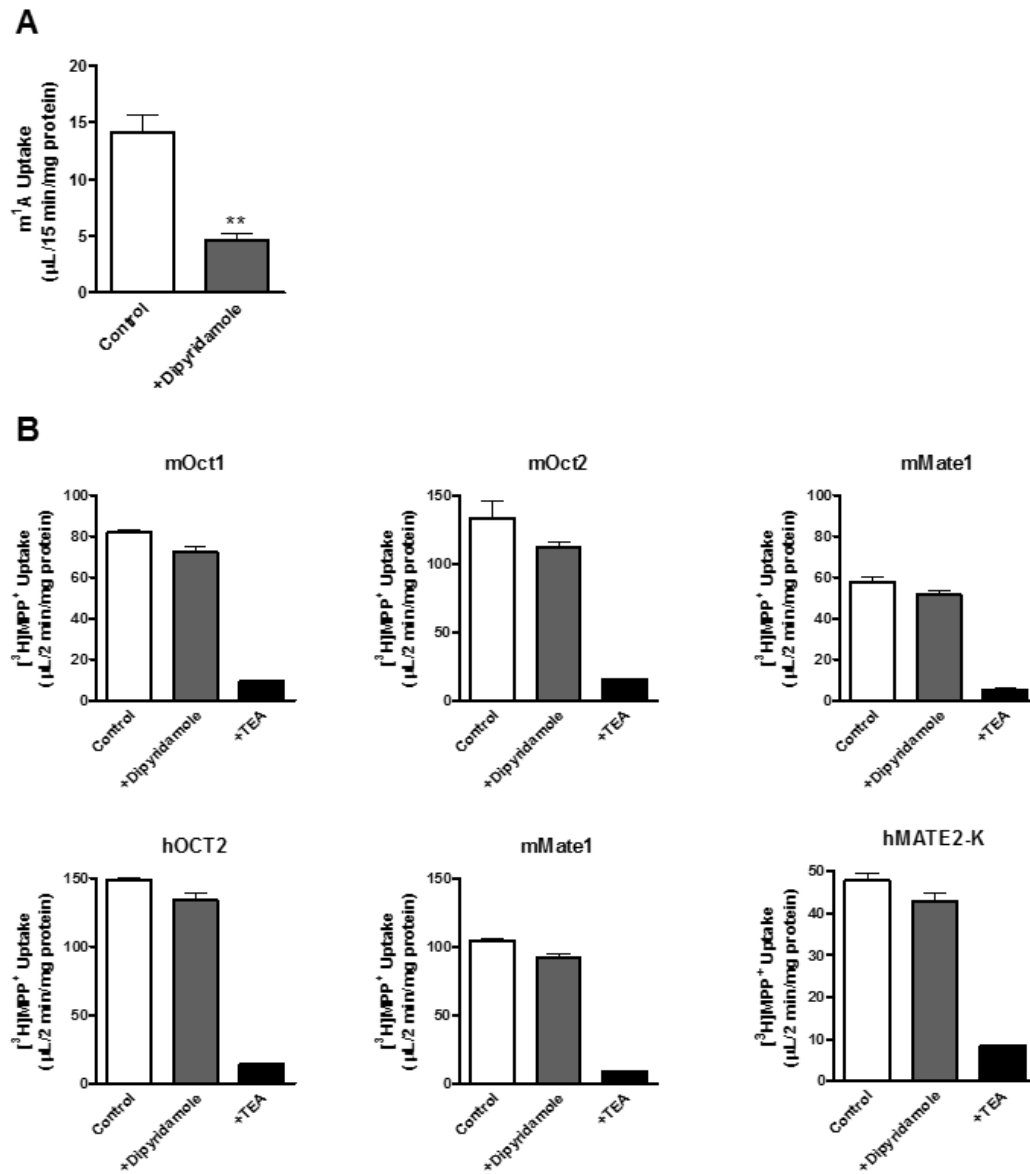 A
m¹A Uptake
(µL/15 min/mg protein)
20
15
10
5
0
**
Control
+Dipyridamole
B
mOct1
[³H]MPP⁺ Uptake
(µL/2 min/mg protein)
100
80
60
40
20
0
Control
+Dipyridamole
+TEA
mOct2
[³H]MPP⁺ Uptake
(µL/2 min/mg protein)
150
100
50
0
Control
+Dipyridamole
+TEA
mMate1
[³H]MPP⁺ Uptake
(µL/2 min/mg protein)
100
80
60
40
20
0
Control
+Dipyridamole
+TEA
hOCT2
[³H]MPP⁺ Uptake
(µL/2 min/mg protein)
150
100
50
0
Control
+Dipyridamole
+TEA
mMate1
[³H]MPP⁺ Uptake
(µL/2 min/mg protein)
150
100
50
0
Control
+Dipyridamole
+TEA
hMATE2-K
[³H]MPP⁺ Uptake
(µL/2 min/mg protein)
50
40
30
20
10
0
Control
+Dipyridamole
+TEA